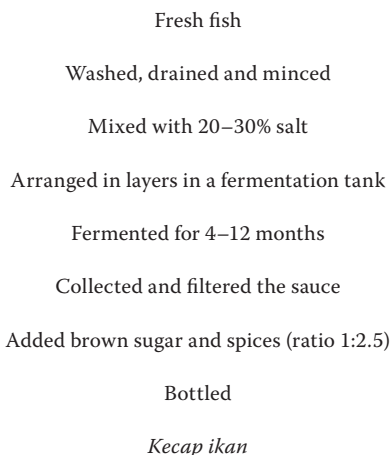 Fresh fish
Washed, drained and minced
Mixed with 20–30% salt
Arranged in layers in a fermentation tank
Fermented for 4–12 months
Collected and filtered the sauce
Added brown sugar and spices (ratio 1:2.5)
Bottled
Kecap ikan